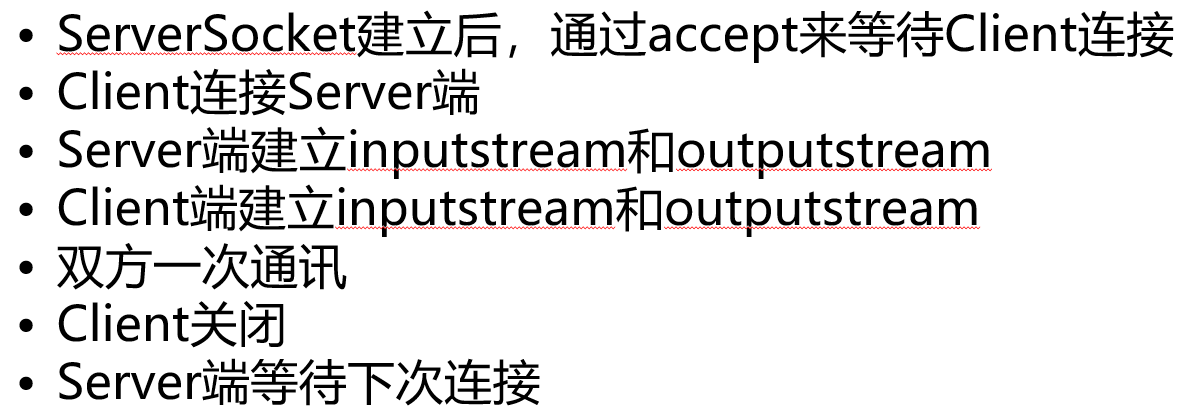 • ServerSocket建立后，通过accept来等待Client连接
• Client连接Server端
• Server端建立inputstream和outputstream
• Client端建立inputstream和outputstream
• 双方一次通讯
• Client关闭
• Server端等待下次连接